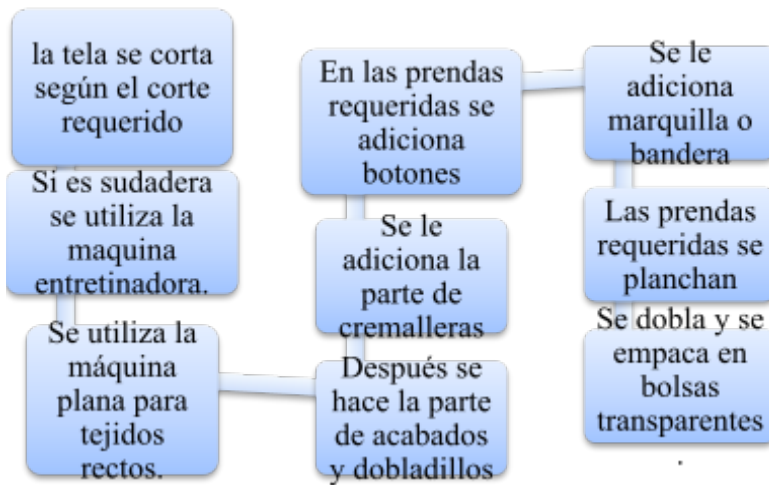 la tela se corta
según el corte
requerido
Si es sudadera
se utiliza la
maquina
entretinadora.
Se utiliza la
máquina
plana para
tejidos
rectos.
Después se
hace la parte
de acabados
y dobladillos
Se le
adiciona la
parte de
cremalleras
En las prendas
requeridas se
adiciona
botones
Se le
adiciona
marquilla o
bandera
Las prendas
requeridas se
planchan
Se dobla y se
empaca en
bolsas
transparentes
.